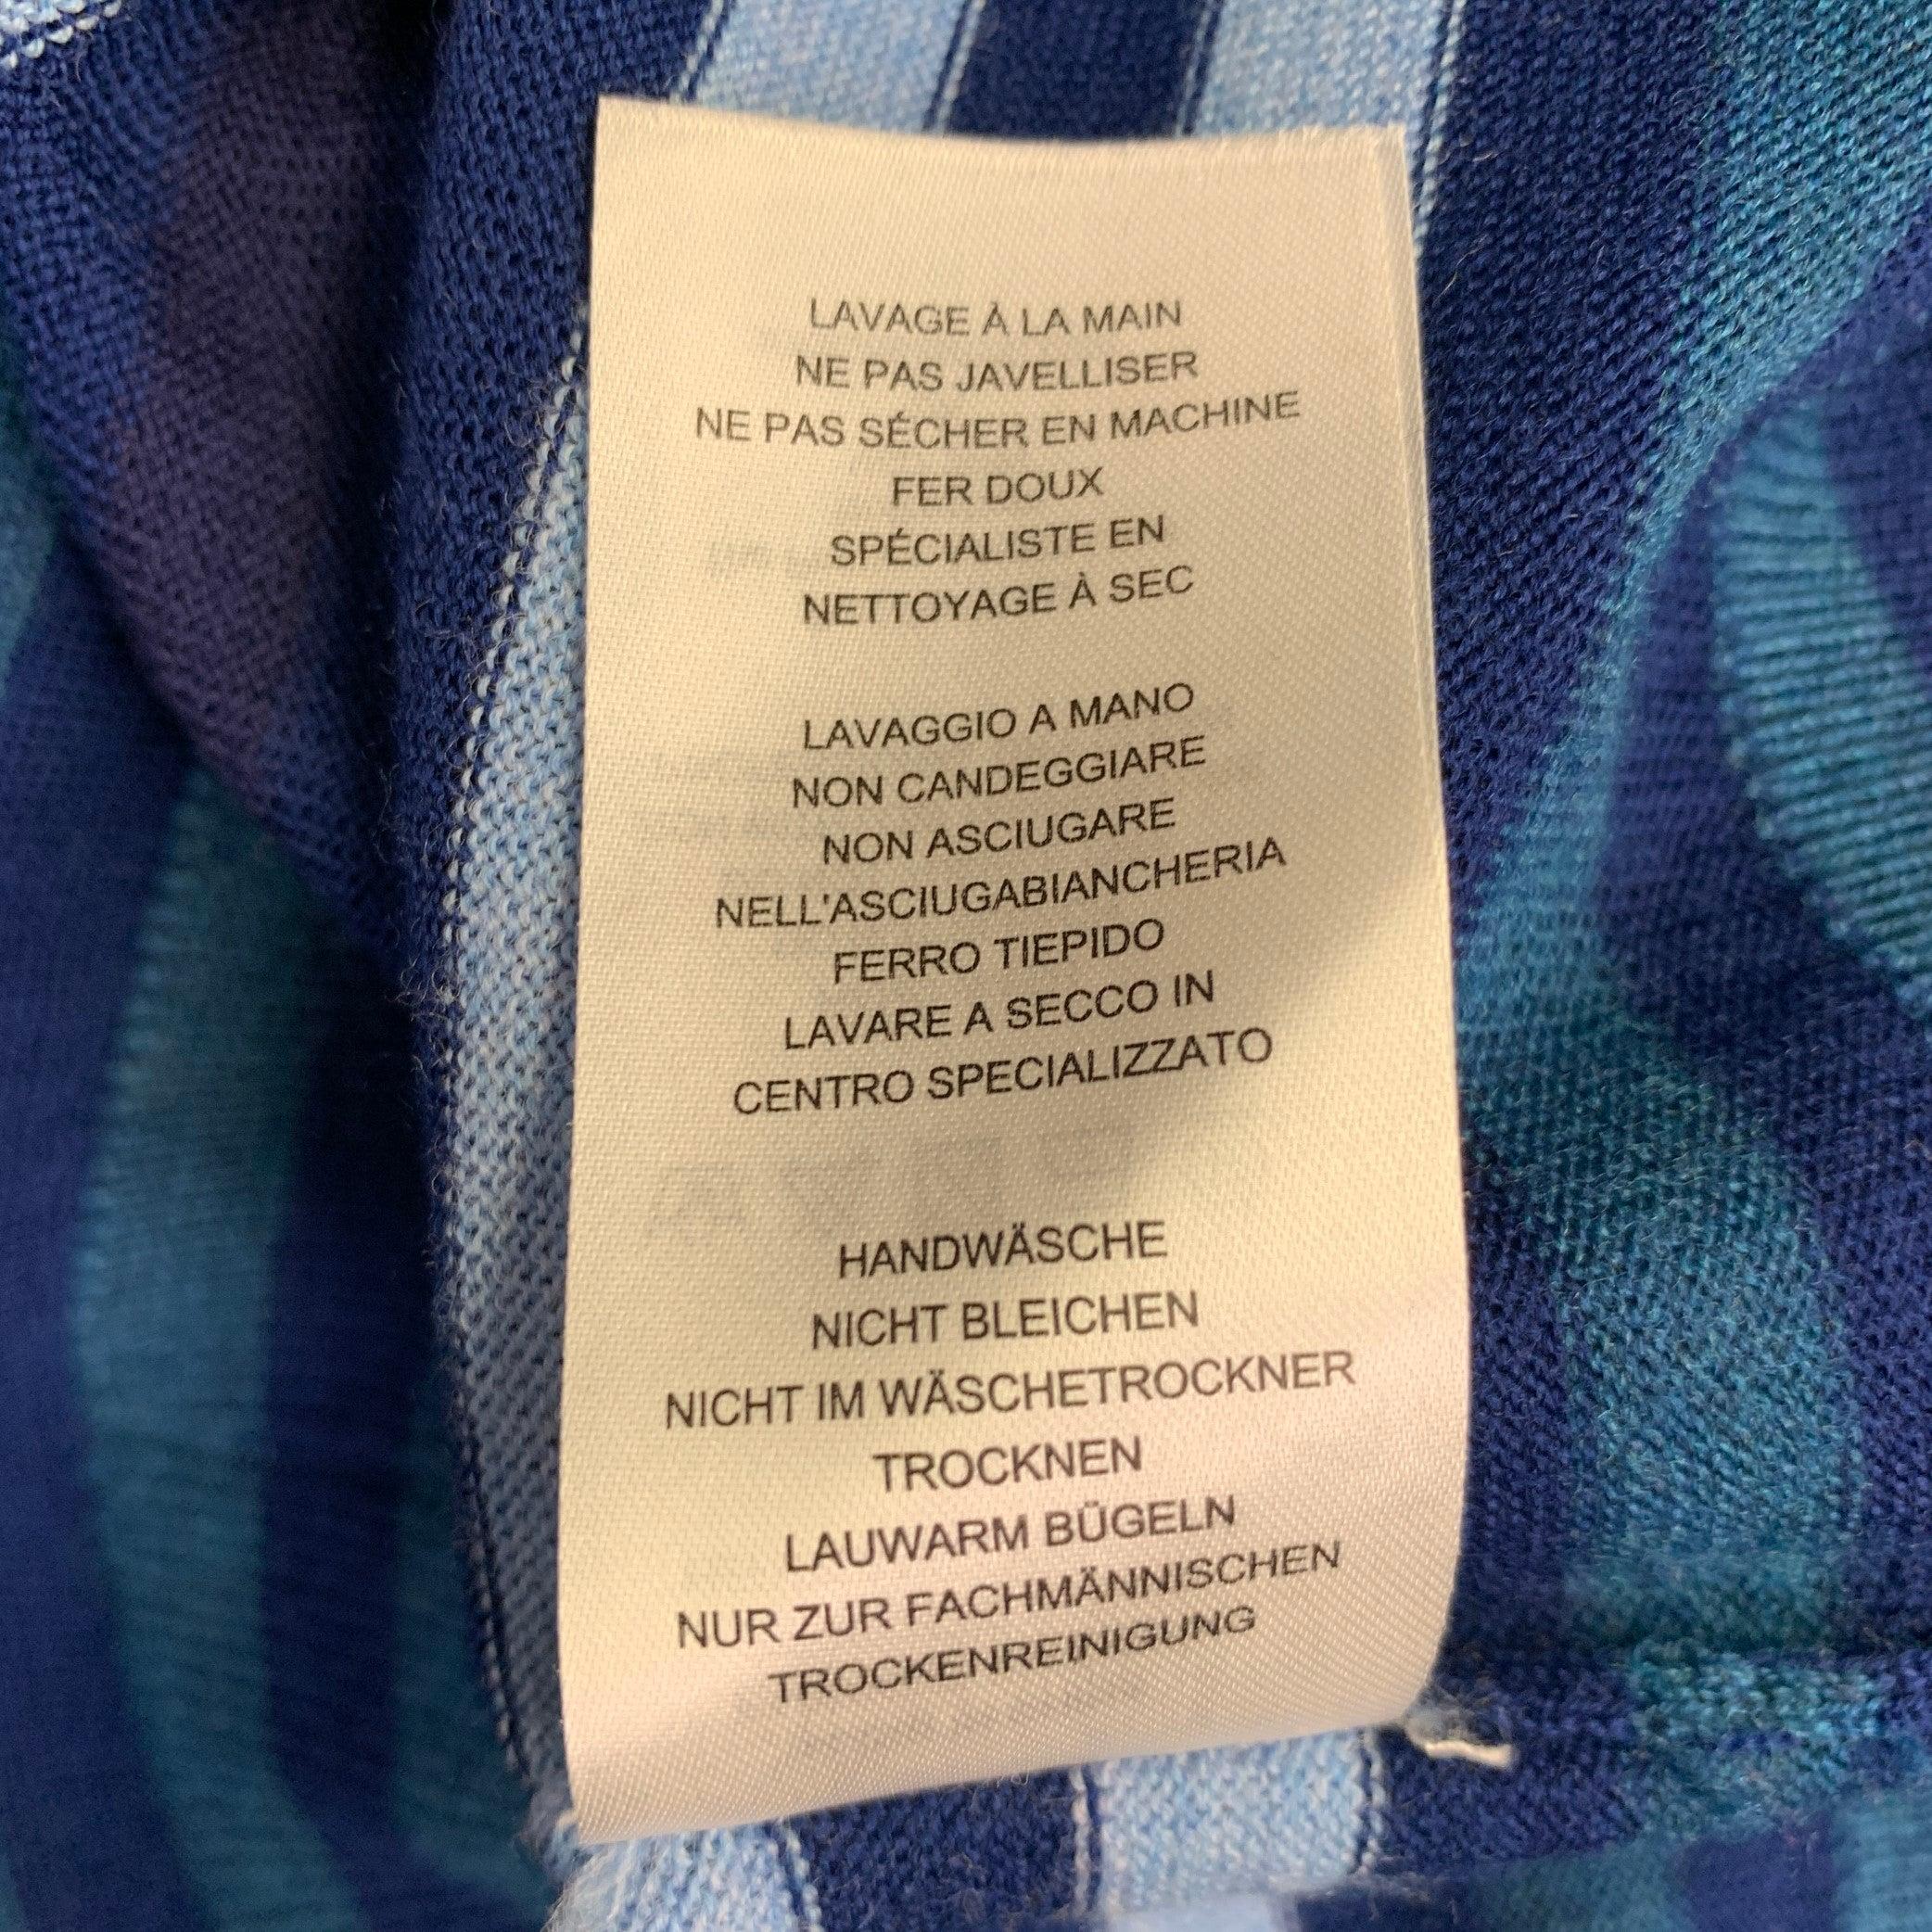 LAVAGE À LA MAIN
NE PAS JAVELLISER
NE PAS SÉCHER EN MACHINE
FER DOUX
SPÉCIALISTE EN
NETTOYAGE À SEC
LAVAGGIO A MANO
NON CANDEGGIARE
NON ASCIUGARE
NELL'ASCIUGABIANCHERIA
FERRO TIEPIDO
LAVARE A SECCO IN
CENTRO SPECIALIZZATO
HANDWÄSCHE
NICHT BLEICHEN
NICHT IM WÄSCHETROCKNER
TROCKNEN
LAUWARM BÜGELN
NUR ZUR FACHMÄNNISCHEN
TROCKENREINIGUNG